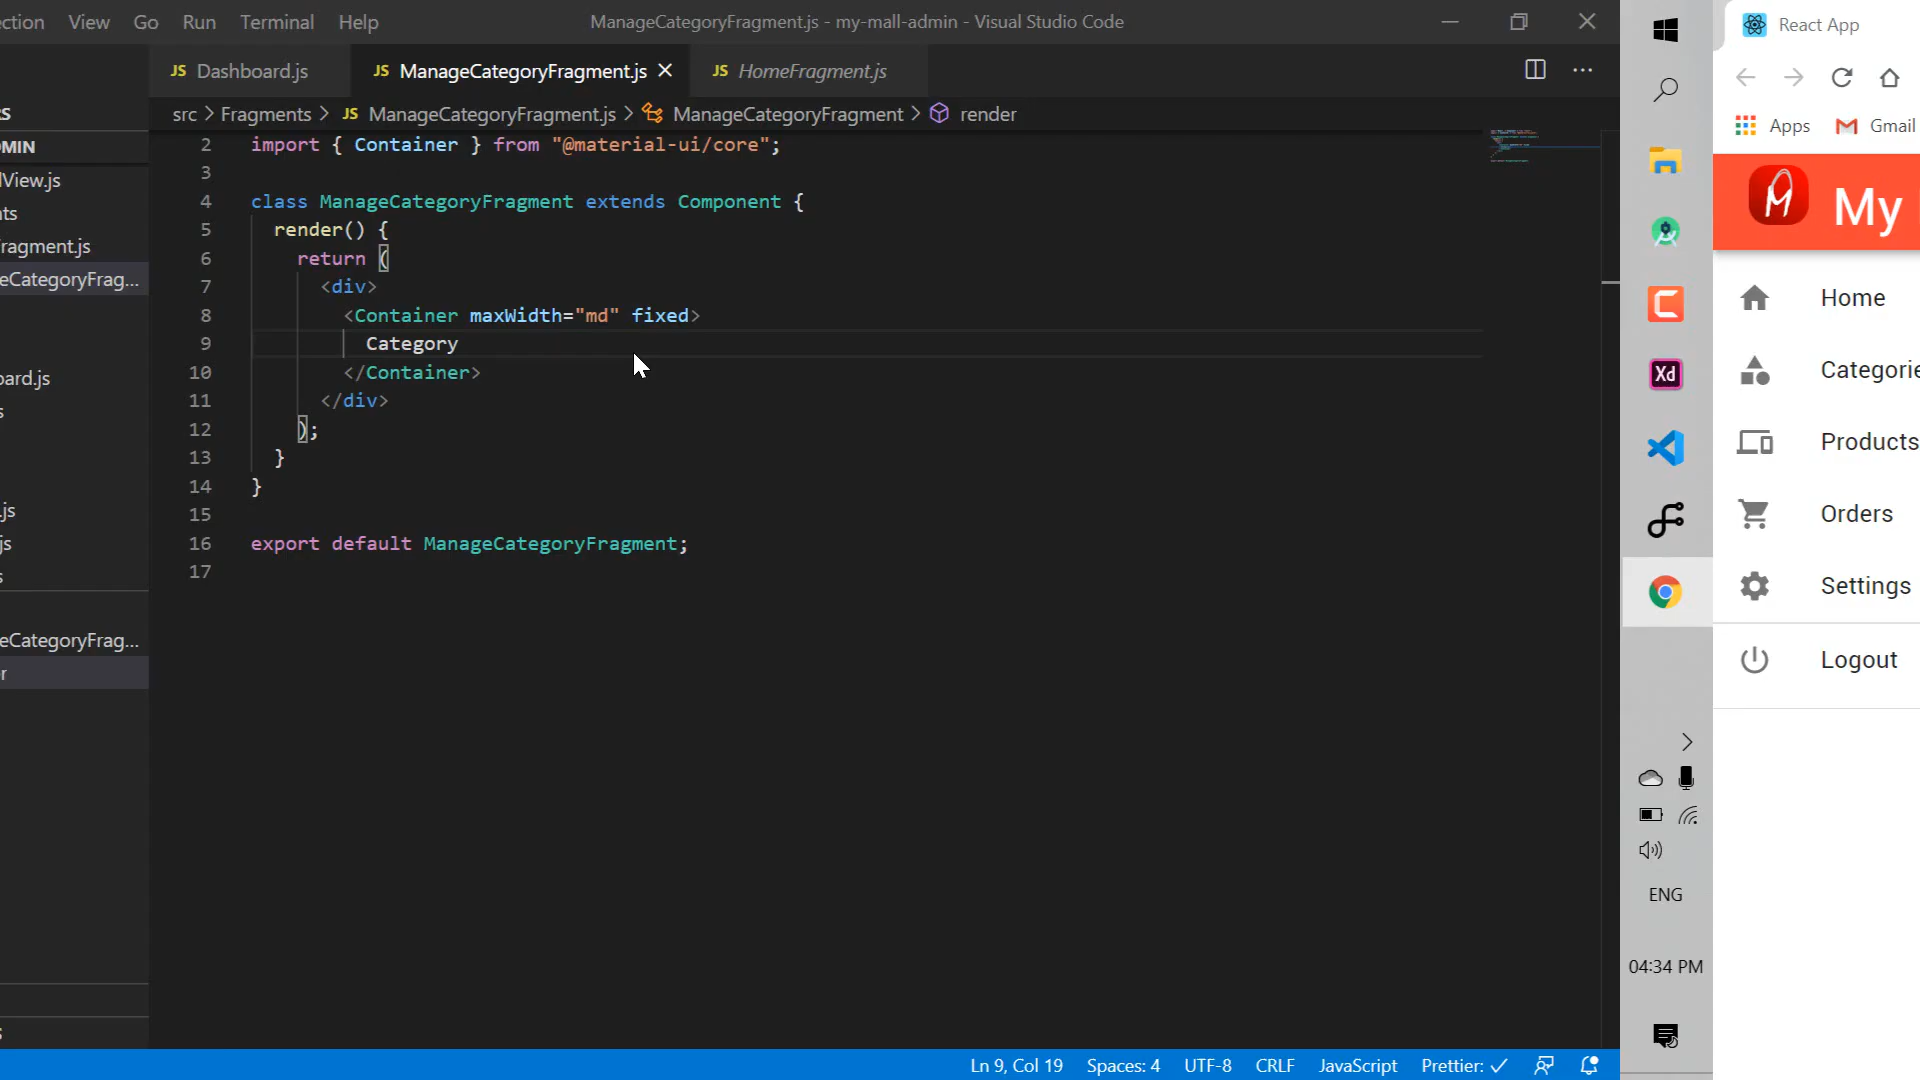 ection View Go Run Terminal Help
ManageCategoryFragment.js - my-mall-admin - Visual Studio Code
JS Dashboard.js
JS ManageCategoryFragment.js
JS HomeFragment.js
src > Fragments > JS ManageCategoryFragment.js > ManageCategoryFragment > render
S
MIN
lView.js
ts
ragment.js
eCategoryFrag...
oard.js
s
.js
js
s
eCategoryFrag...
r
2 import { Container } from "@material-ui/core";
3
4 class ManageCategoryFragment extends Component {
5 render() {
6 return (
7 <div>
8 <Container maxWidth="md" fixed>
9 Category
10 </Container>
11 </div>
12 );
13 }
14 }
15
16 export default ManageCategoryFragment;
17
Ln 9, Col 19 Spaces: 4 UTF-8 CRLF JavaScript Prettier: ✓
Xd
ENG
04:34 PM
React App
Apps Gmail
My
Home
Categorie
Products
Orders
Settings
Logout